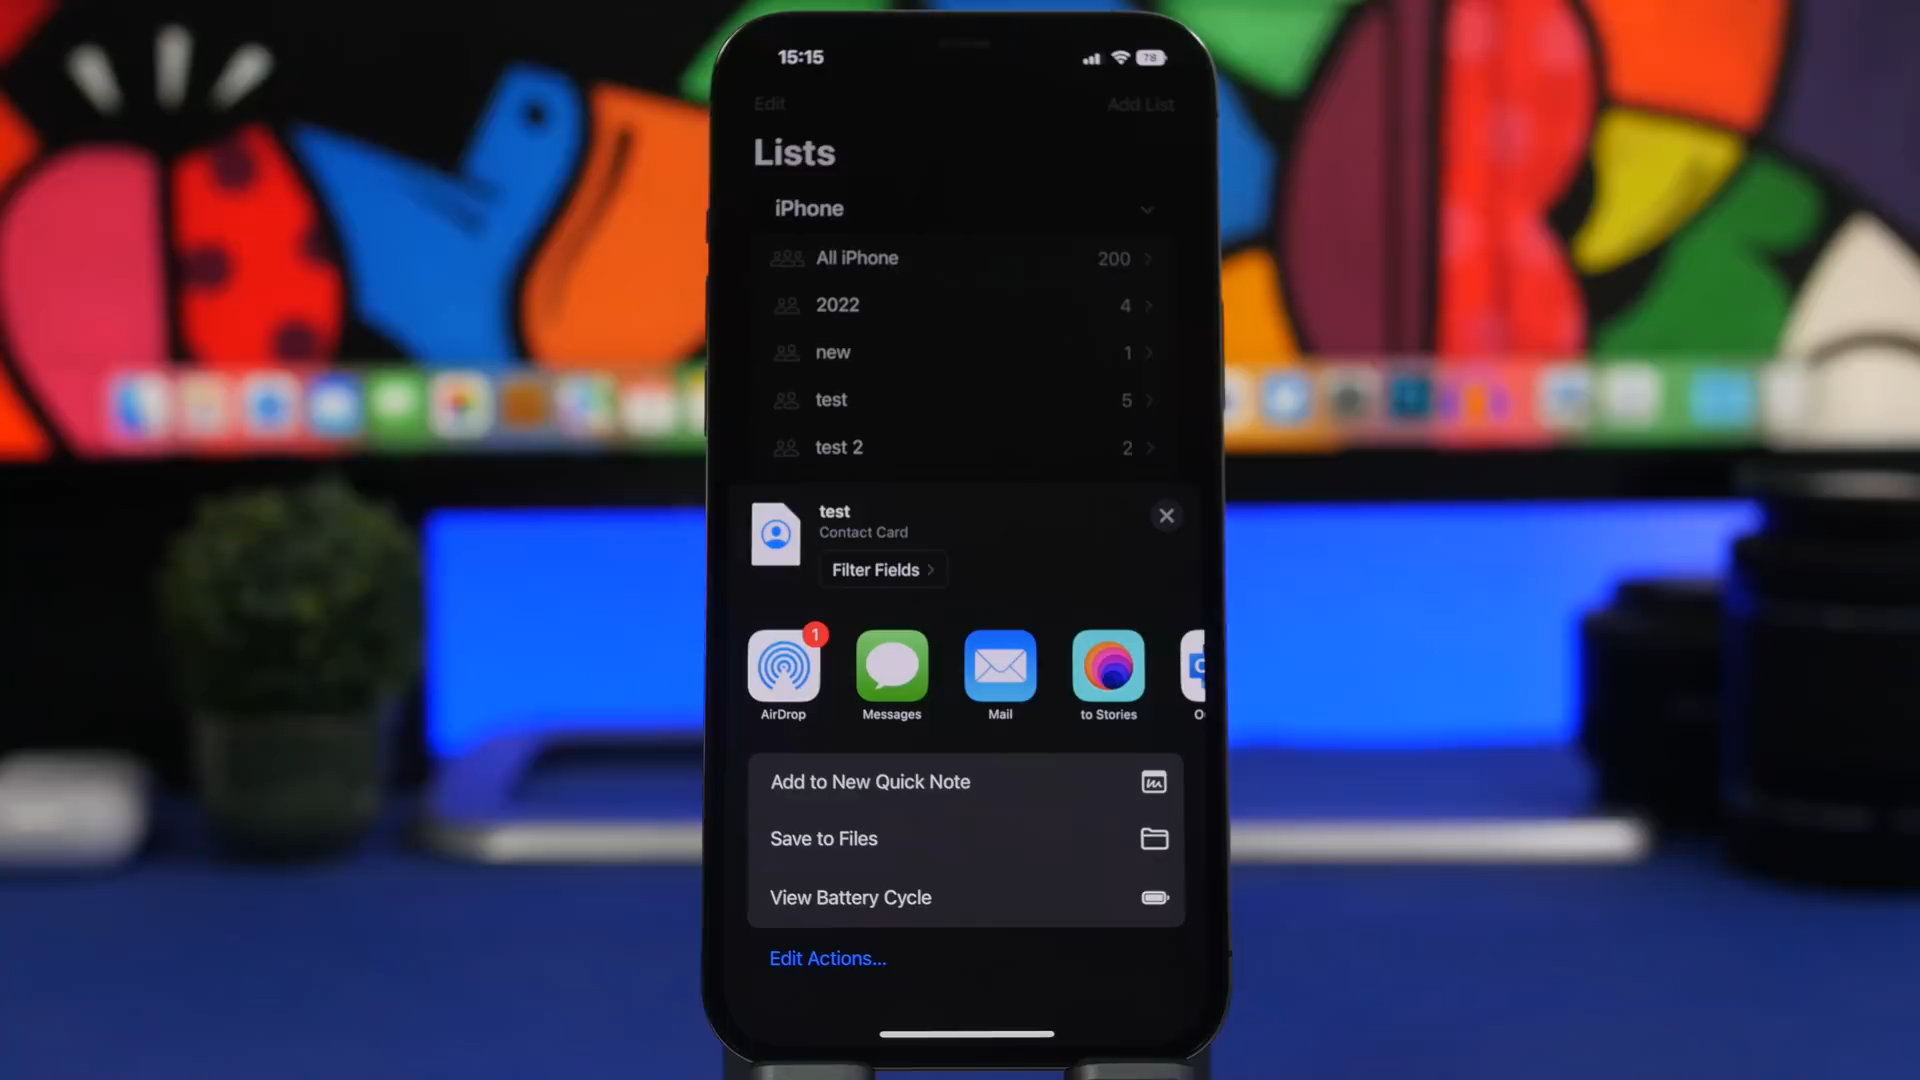 15:15
78
Edit
Add List
Lists
iPhone
All iPhone
200
2022
4
new
1
test
5
test 2
2
test
Contact Card
Filter Fields
1
AirDrop
Messages
Mail
to Stories
Add to New Quick Note
Save to Files
View Battery Cycle
Edit Actions...